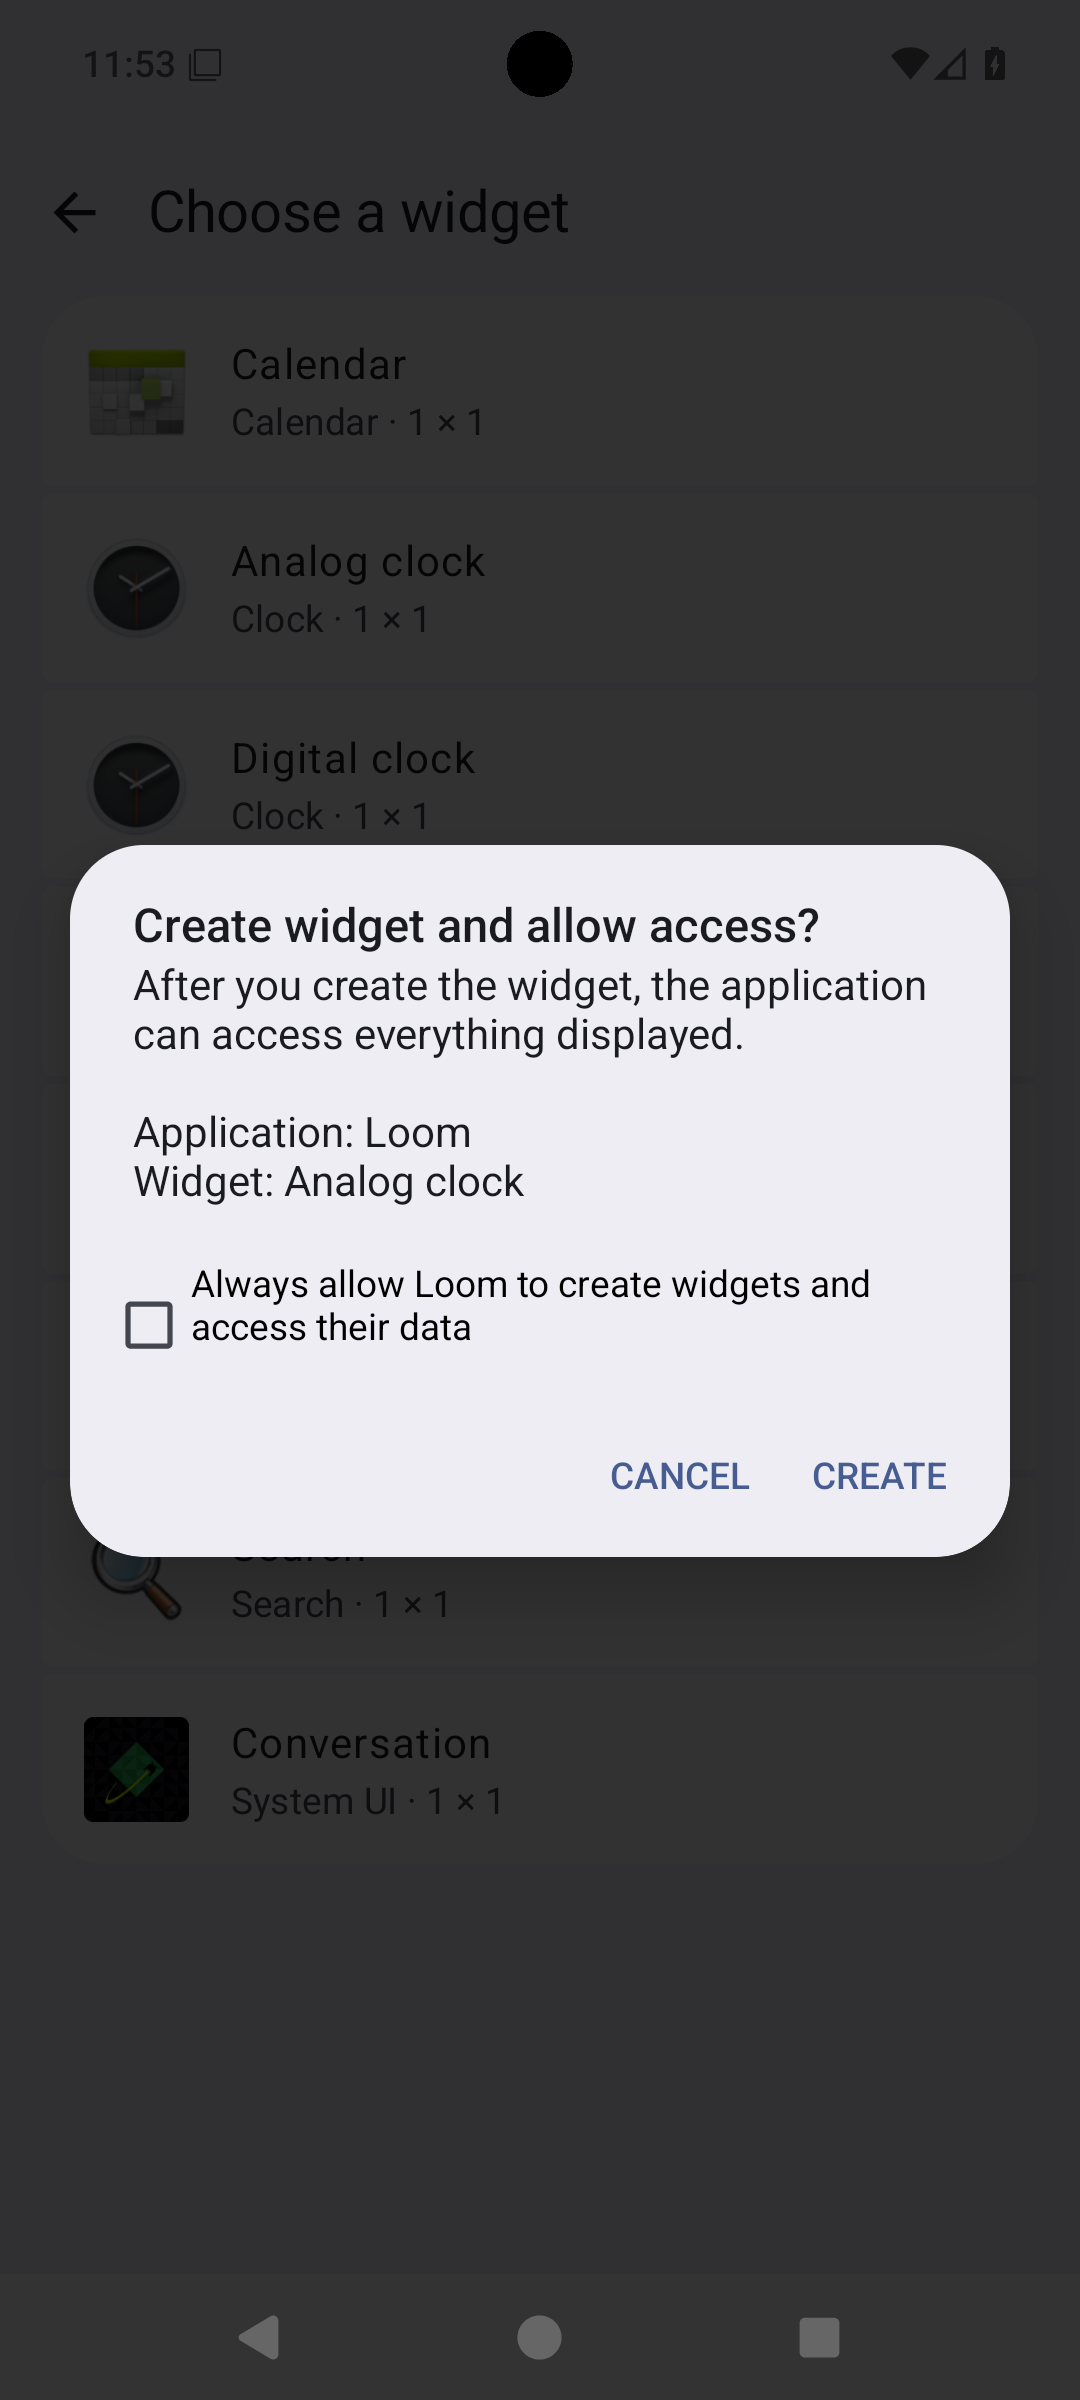 11:53
Choose a widget
Calendar
Calendar · 1 × 1
Analog clock
Clock · 1 × 1
Digital clock
Clock · 1 × 1
Create widget and allow access?
After you create the widget, the application
can access everything displayed.
Application: Loom
Widget: Analog clock
Always allow Loom to create widgets and
access their data
CANCEL CREATE
Search
Search · 1 × 1
Conversation
System UI · 1 × 1